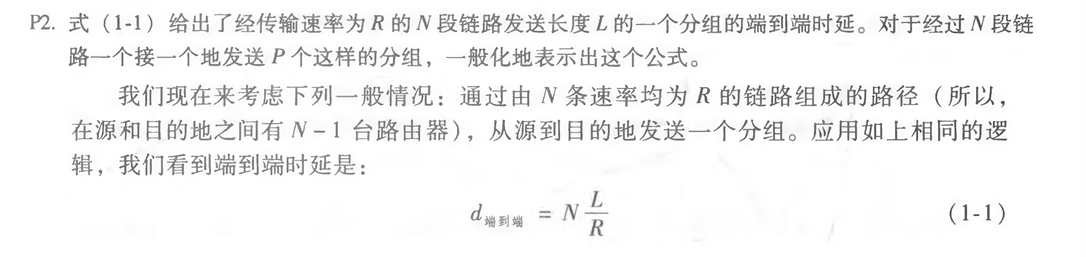 P2. 式 (1-1) 给出了经传输速率为 R 的 N 段链路发送长度 L 的一个分组的端到端时延。对于经过 N 段链
路一个接一个地发送 P 个这样的分组，一般化地表示出这个公式。
我们现在来考虑下列一般情况：通过由 N 条速率均为 R 的链路组成的路径（所以，
在源和目的地之间有 N－1 台路由器），从源到目的地发送一个分组。应用如上相同的逻
辑，我们看到端到端时延是：
d端到端 = N L/R (1-1)